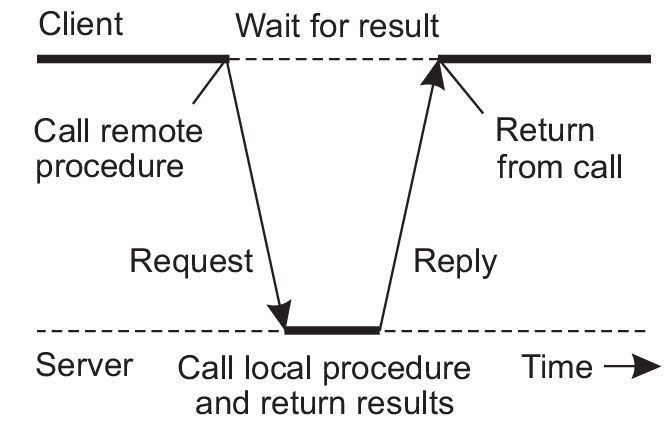 Client
Wait for result
Call remote
procedure
Return
from call
Request
Reply
Server
Call local procedure
and return results
Time